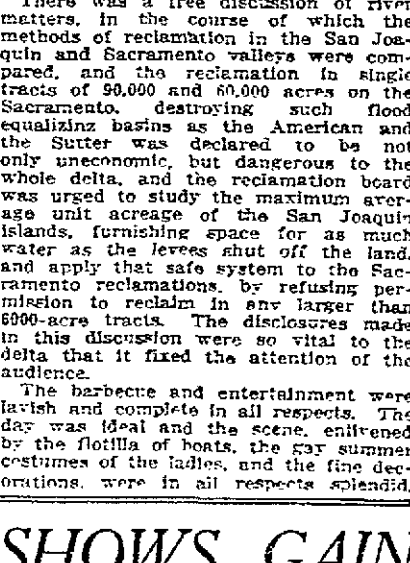 There was a free discussion of river
matters, in the course of which the
methods of reclamation in the San Joa-
quin and Sacramento valleys were com-
pared, and the reclamation in single
tracts of 90,000 and 60,000 acres on the
Sacramento, destroying such flood
equalizinz basins as the American and
the Sutter was declared to be not
only uneconomic, but dangerous to the
whole delta, and the reclamation board
was urged to study the maximum aver-
age unit acreage of the San Joaquin
islands, furnishing space for as much
water as the levees shut off the land,
and apply that safe system to the Sac-
ramento reclamations, by refusing per-
mission to reclaim in any larger than
6000-acre tracts. The disclosures made
in this discussion were so vital to the
delta that it fixed the attention of the
audience.
The barbecue and entertainment were
lavish and complete in all respects. The
day was ideal and the scene, enlivened
by the flotilla of boats, the gay summer
costumes of the ladies, and the fine dec-
orations, were in all respects splendid.
SHOWS GAIN